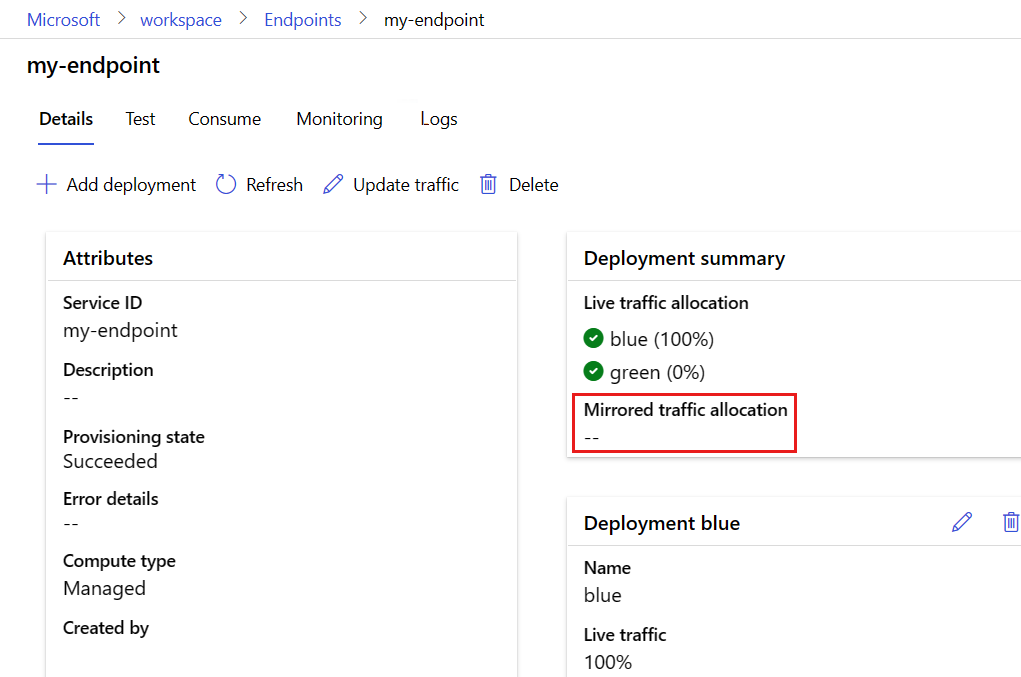 Microsoft > workspace > Endpoints > my-endpoint
my-endpoint
Details Test Consume Monitoring Logs
Add deployment Refresh Update traffic Delete
Attributes
Service ID
my-endpoint
Description
--
Provisioning state
Succeeded
Error details
--
Compute type
Managed
Created by
Deployment summary
Live traffic allocation
blue (100%)
green (0%)
Mirrored traffic allocation
--
Deployment blue
Name
blue
Live traffic
100%